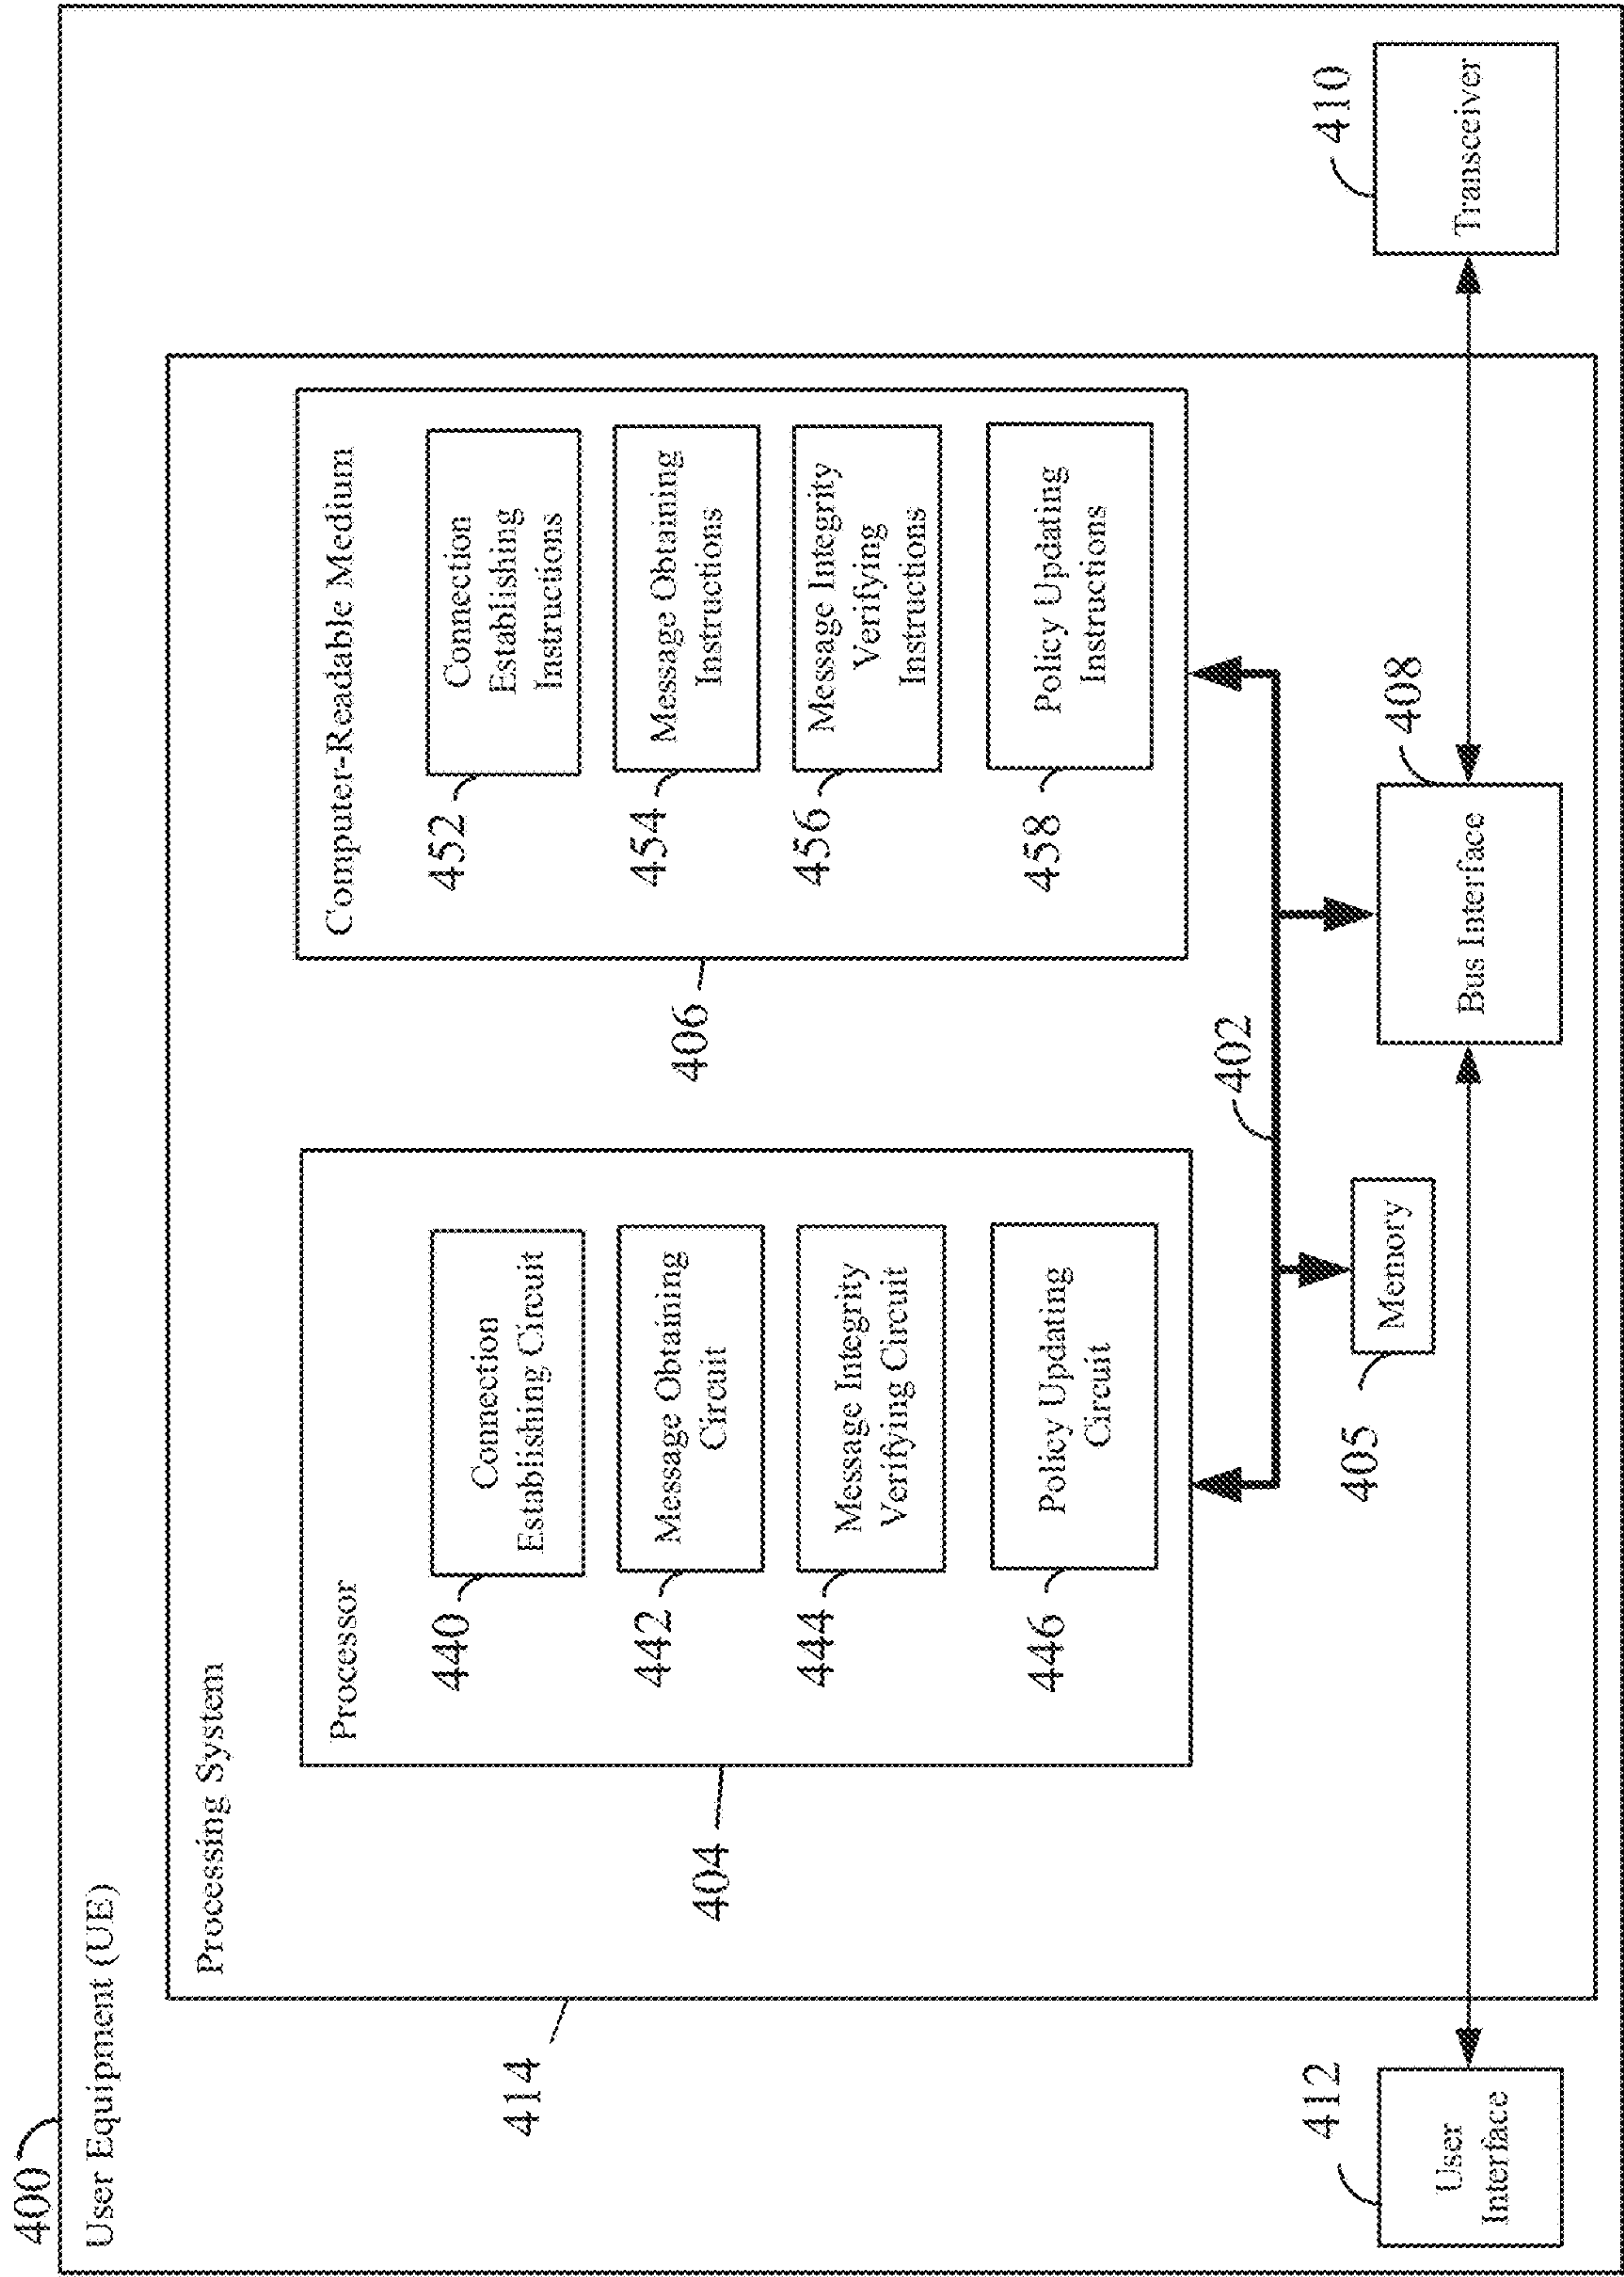 400
User Equipment (UE)
Processing System
414
Processor
404
440
Connection
Establishing Circuit
442
Message Obtaining
Circuit
444
Message Integrity
Verifying Circuit
446
Policy Updating
Circuit
Computer-Readable Medium
406
452
Connection
Establishing
Instructions
454
Message Obtaining
Instructions
456
Message Integrity
Verifying
Instructions
458
Policy Updating
Instructions
402
405
Memory
408
Bus Interface
412
User
Interface
410
Transceiver